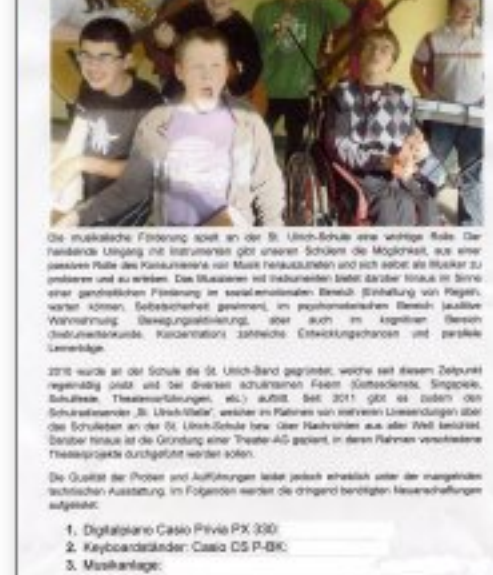 Die musikalische Förderung spielt an der St. Ulrich-Schule eine wichtige Rolle. Der
handelnde Umgang mit Instrumenten gibt unseren Schülern die Möglichkeit, aus einer
passiven Rolle des Konsumierens von Musik herauszutreten und sich selbst als Musiker zu
probieren und zu erleben. Das Musizieren mit Instrumenten bietet darüber hinaus im Sinne
einer ganzheitlichen Förderung im sozial-emotionalen Bereich (Einhaltung von Regeln,
warten können, Selbstsicherheit gewinnen), im psychomotorischen Bereich (auditive
Wahrnehmung, Bewegungsaktivierung), aber auch im kognitiven Bereich
(Instrumentenkunde, Konzentration) zahlreiche Entwicklungschancen und parallele
Lernerträge.
2010 wurde an der Schule die St. Ulrich-Band gegründet, welche seit diesem Zeitpunkt
regelmäßig probt und bei diversen schulinternen Feiern (Gottesdienste, Singspiele,
Schulfeste, Theatervorführungen, etc.) auftritt. Seit 2011 gibt es zudem den
Schulradiosender „St. Ulrich-Welle", welcher im Rahmen von mehreren Livesendungen über
das Schulleben an der St. Ulrich-Schule bzw. über Nachrichten aus aller Welt berichtet.
Darüber hinaus ist die Gründung einer Theater-AG geplant, in deren Rahmen verschiedene
Theaterprojekte durchgeführt werden sollen.
Die Qualität der Proben und Aufführungen leidet jedoch erheblich unter der mangelnden
technischen Ausstattung. Im Folgenden werden die dringend benötigten Neuanschaffungen
aufgelistet:
1. Digitalpiano Casio Privia PX 330:
2. Keyboardständer: Casio CS P-BK:
3. Musikanlage: